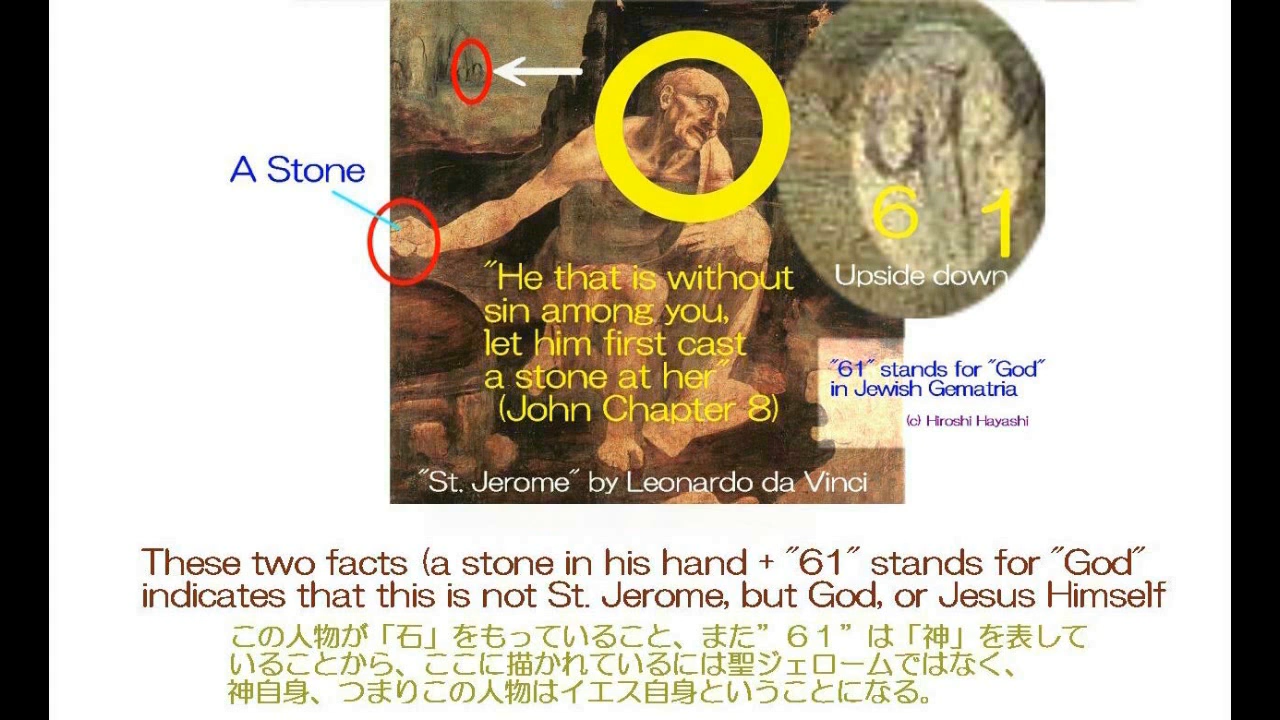 A Stone
"He that is without
sin among you,
let him first cast
a stone at her"
(John Chapter 8)
6 1
Upside down
"61" stands for "God"
in Jewish Gematria
(c) Hiroshi Hayashi
"St. Jerome" by Leonardo da Vinci
These two facts (a stone in his hand + "61" stands for "God"
indicates that this is not St. Jerome, but God, or Jesus Himself
この人物が「石」をもっていること、また”６１”は「神」を表して
いることから、ここに描かれているには聖ジェロームではなく、
神自身、つまりこの人物はイエス自身ということになる。